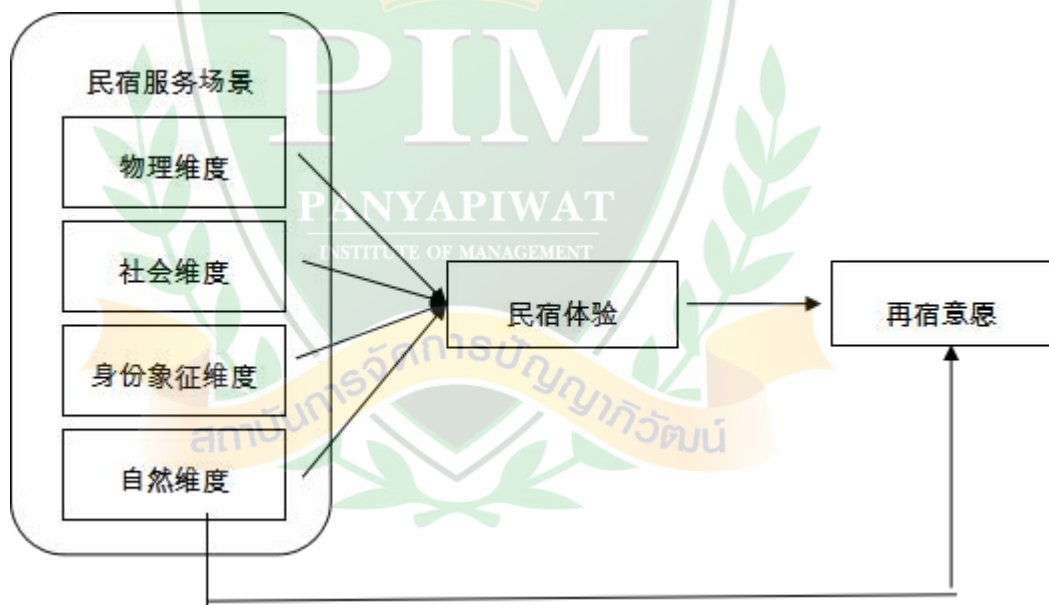 民宿服务场景
物理维度
社会维度
身份象征维度
自然维度
民宿体验
再宿意愿
PIM
PANYAPIWAT
INSTITUTE OF MANAGEMENT
สถาบันการจัดการปัญญาภิวัฒน์